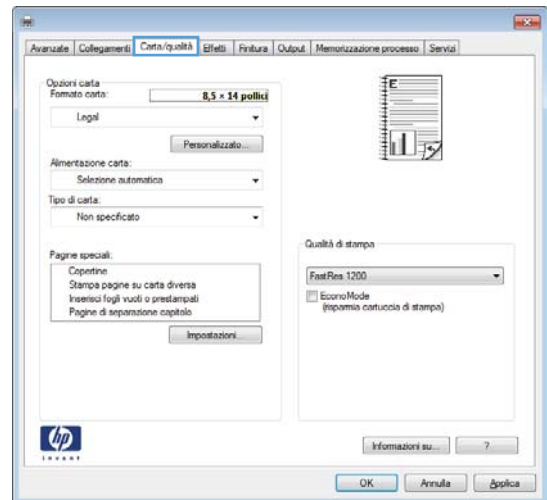 Avanzate Collegamenti Carta/qualità Effetti Finitura Output Memorizzazione processo Servizi
Opzioni carta
Formato carta: 8,5 × 14 pollici
Legal
Personalizzato...
Alimentazione carta:
Selezione automatica
Tipo di carta:
Non specificato
Pagine speciali:
Copertine
Stampa pagine su carta diversa
Inserisci fogli vuoti o prestampati
Pagine di separazione capitolo
Impostazioni...
E
Qualità di stampa
FastRes 1200
EconoMode
(risparmia cartuccia di stampa)
hp
invent
Informazioni su... ?
OK Annulla Applica